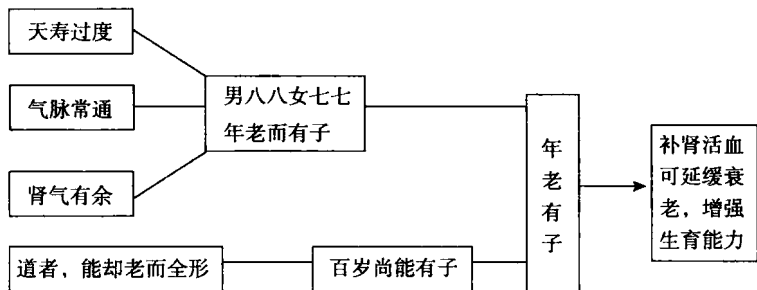 天寿过度
气脉常通
肾气有余
男八八女七七
年老而有子
道者，能却老而全形
百岁尚能有子
年
老
有
子
补肾活血
可延缓衰
老，增强
生育能力